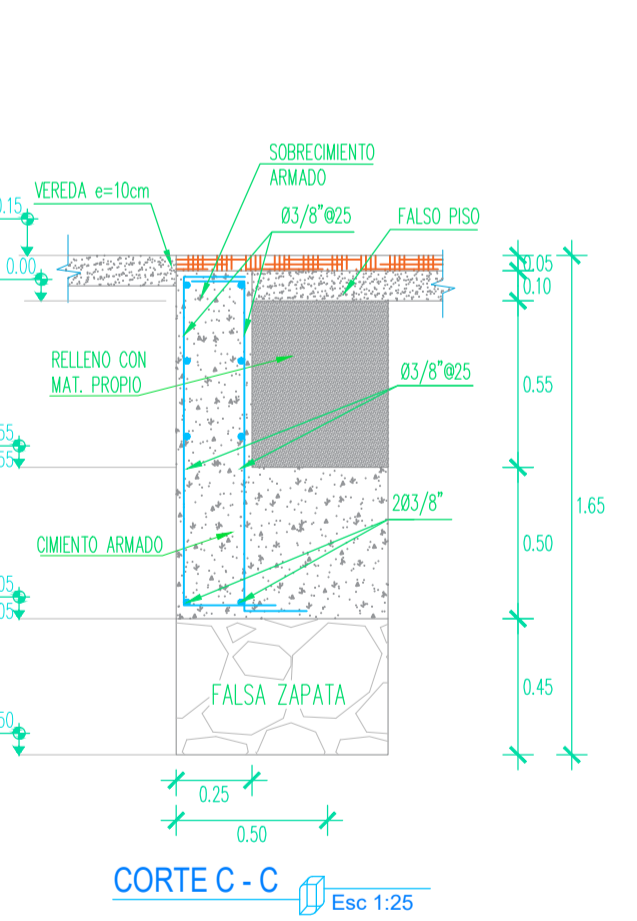 SOBRECIMIENTO
ARMADO
VEREDA e=10cm
Ø3/8"@25
FALSO PISO
0.00
0.05
0.10
RELLENO CON
MAT. PROPIO
Ø3/8"@25
0.55
2Ø3/8"
1.65
CIMIENTO ARMADO
0.50
FALSA ZAPATA
0.45
0.25
0.50
CORTE C - C
Esc 1:25